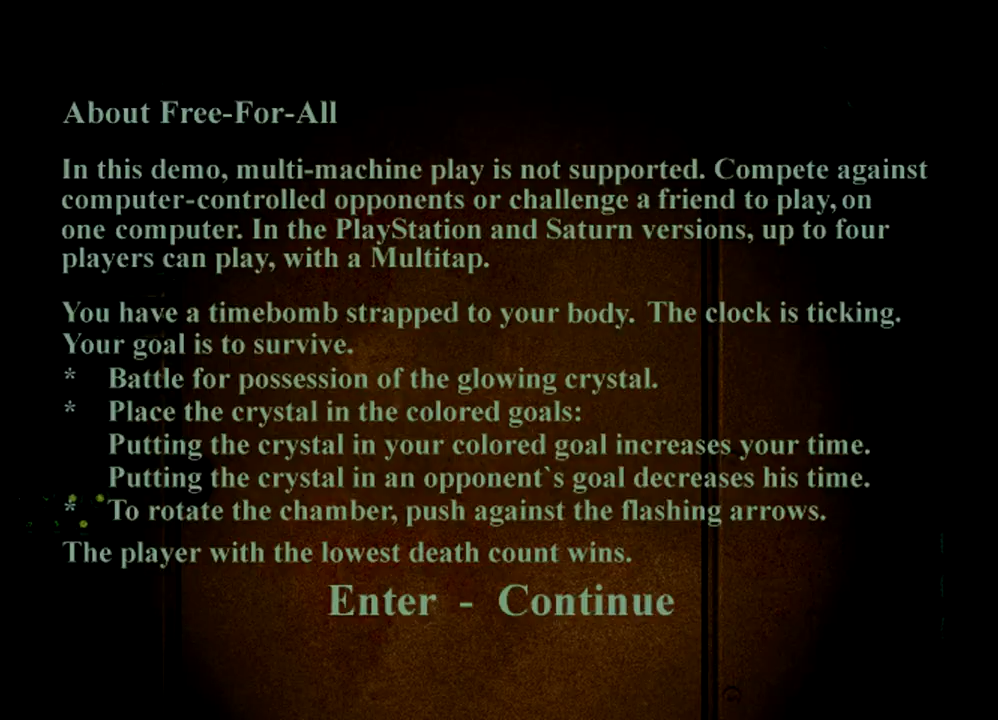 About Free-For-All
In this demo, multi-machine play is not supported. Compete against
computer-controlled opponents or challenge a friend to play, on
one computer. In the PlayStation and Saturn versions, up to four
players can play, with a Multitap.
You have a timebomb strapped to your body. The clock is ticking.
Your goal is to survive.
* Battle for possession of the glowing crystal.
* Place the crystal in the colored goals:
Putting the crystal in your colored goal increases your time.
Putting the crystal in an opponent`s goal decreases his time.
* To rotate the chamber, push against the flashing arrows.
The player with the lowest death count wins.
Enter - Continue